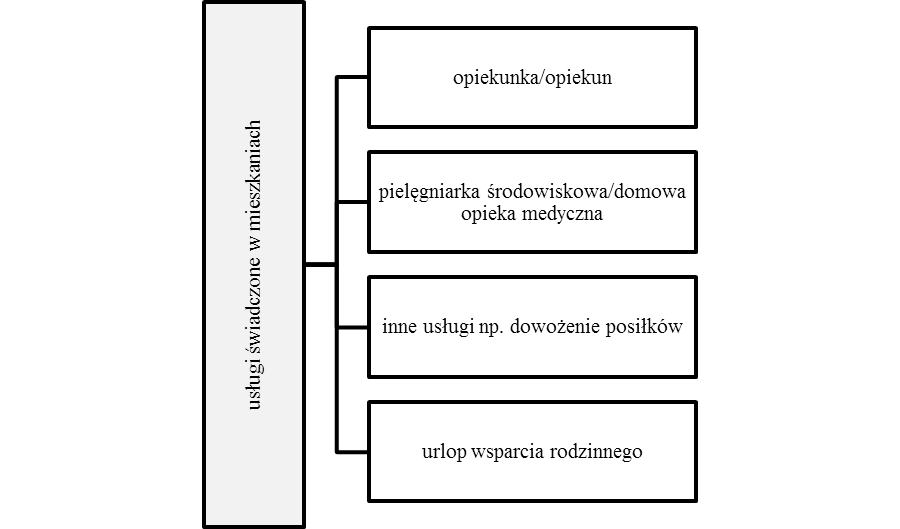 usługi świadczone w mieszkaniach
opiekunka/opiekun
pielęgniarka środowiskowa/domowa
opieka medyczna
inne usługi np. dowożenie posiłków
urlop wsparcia rodzinnego